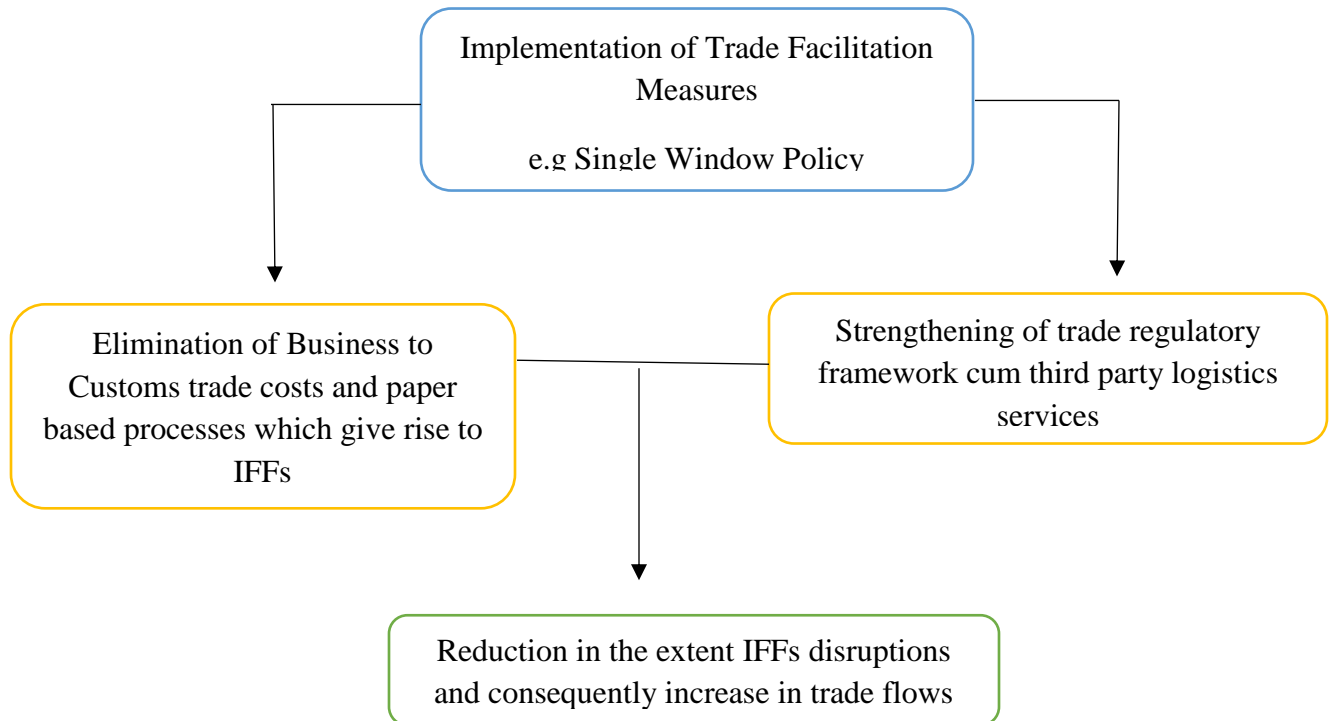 Implementation of Trade Facilitation
Measures
e.g Single Window Policy
Elimination of Business to
Customs trade costs and paper
based processes which give rise to
IFFs
Strengthening of trade regulatory
framework cum third party logistics
services
Reduction in the extent IFFs disruptions
and consequently increase in trade flows